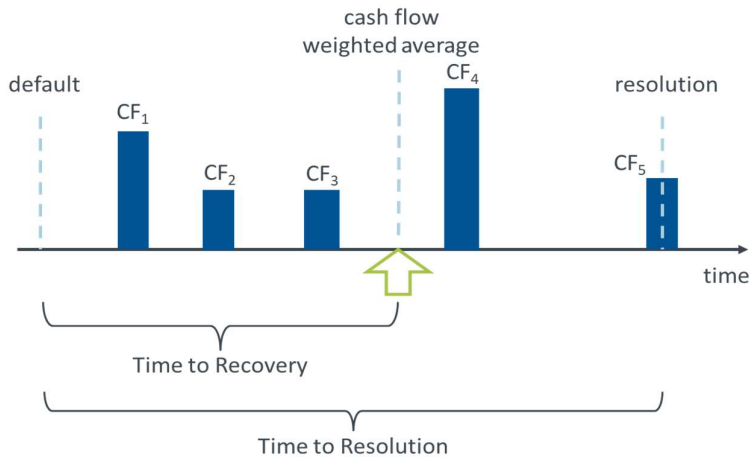 cash flow
weighted average
default
resolution
CF₁
CF₂
CF₃
CF₄
CF₅
time
Time to Recovery
Time to Resolution